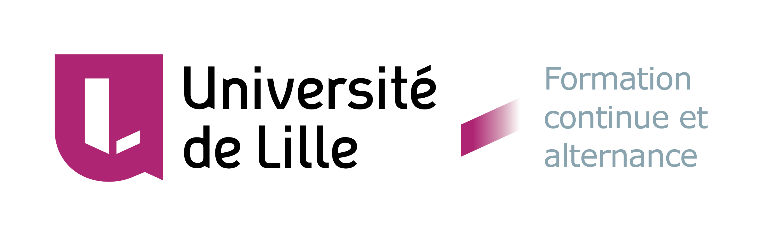 Université
de Lille
Formation
continue et
alternance